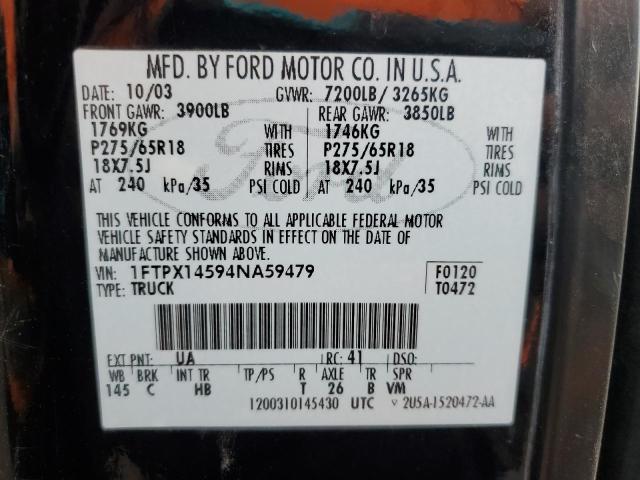 MFD. BY FORD MOTOR CO. IN U.S.A.
DATE: 10/03 GVWR: 7200LB/ 3265KG
FRONT GAWR: 3900LB REAR GAWR: 3850LB
1769KG WITH 1746KG WITH
P275/65R18 TIRES P275/65R18 TIRES
18X7.5J RIMS 18X7.5J RIMS
AT 240 kPa/35 PSI COLD AT 240 kPa/35 PSI COLD
Ford
THIS VEHICLE CONFORMS TO ALL APPLICABLE FEDERAL MOTOR
VEHICLE SAFETY STANDARDS IN EFFECT ON THE DATE OF
MANUFACTURE SHOWN ABOVE.
VIN: 1FTPX14594NA59479 F0120
TYPE: TRUCK T0472
EXT PNT: UA RC: 41 DSO:
WB BRK INT TR TP/PS R AXLE TR SPR
145 C HB T 26 B VM
1200310145430 UTC V 2U5A-1520472-AA